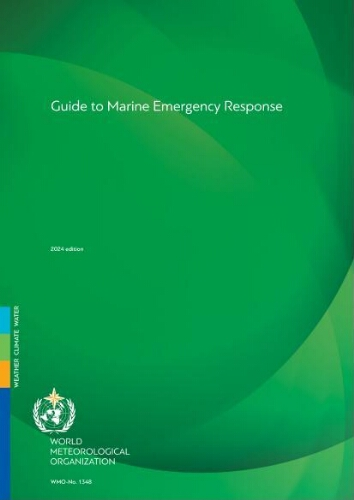 Guide to Marine Emergency Response
2024 edition
WEATHER CLIMATE WATER
WORLD
METEOROLOGICAL
ORGANIZATION
WMO-No. 1348